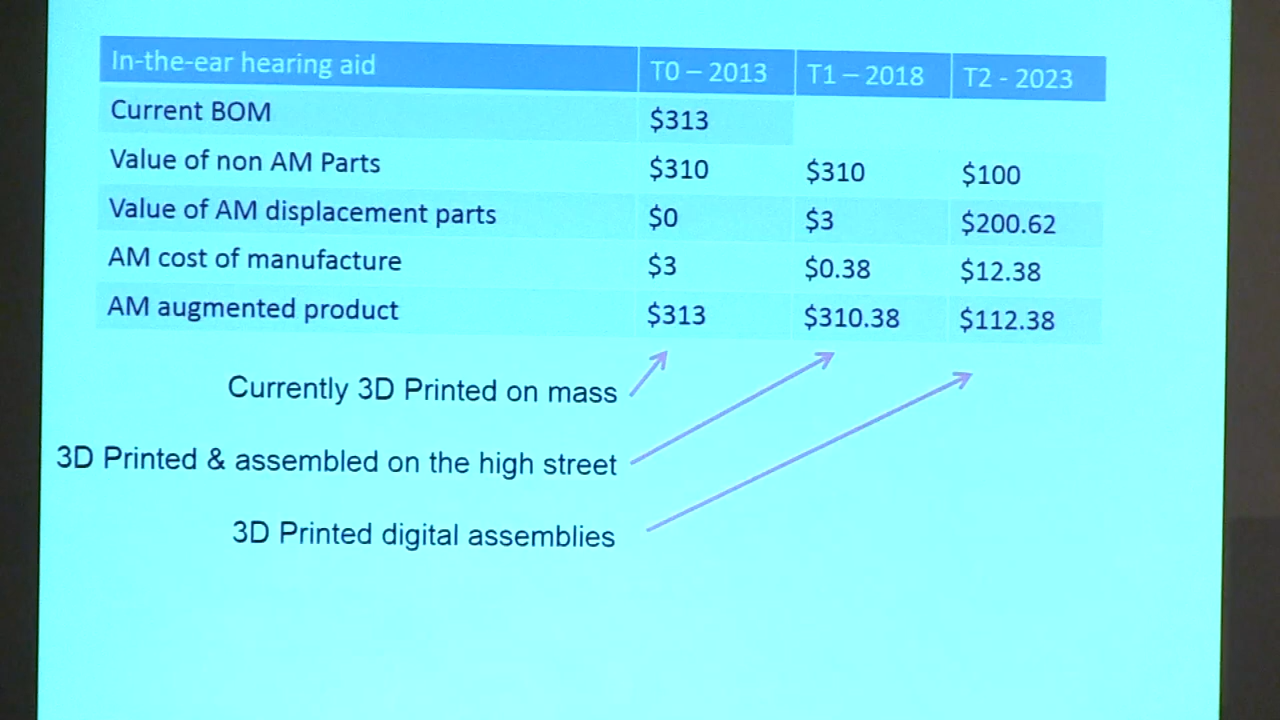 In-the-ear hearing aid T0 – 2013 T1 – 2018 T2 - 2023
Current BOM $313
Value of non AM Parts $310 $310 $100
Value of AM displacement parts $0 $3 $200.62
AM cost of manufacture $3 $0.38 $12.38
AM augmented product $313 $310.38 $112.38
Currently 3D Printed on mass
3D Printed & assembled on the high street
3D Printed digital assemblies